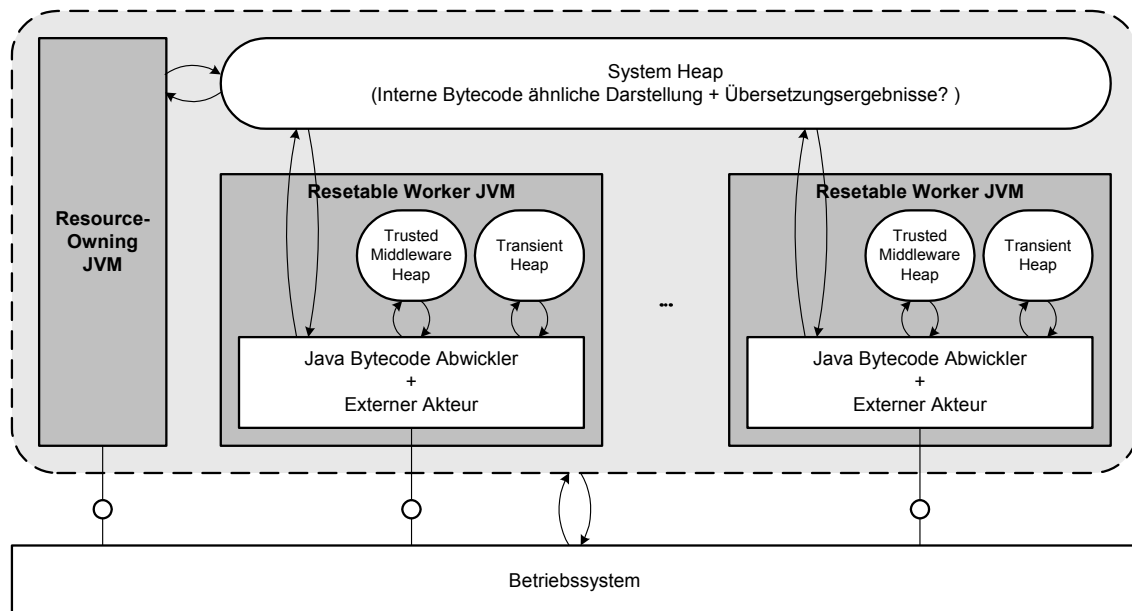 System Heap
(Interne Bytecode ähnliche Darstellung + Übersetzungsergebnisse? )
Resource-
Owning
JVM
Resetable Worker JVM
Trusted
Middleware
Heap
Transient
Heap
Java Bytecode Abwickler
+
Externer Akteur
...
Resetable Worker JVM
Trusted
Middleware
Heap
Transient
Heap
Java Bytecode Abwickler
+
Externer Akteur
Betriebssystem